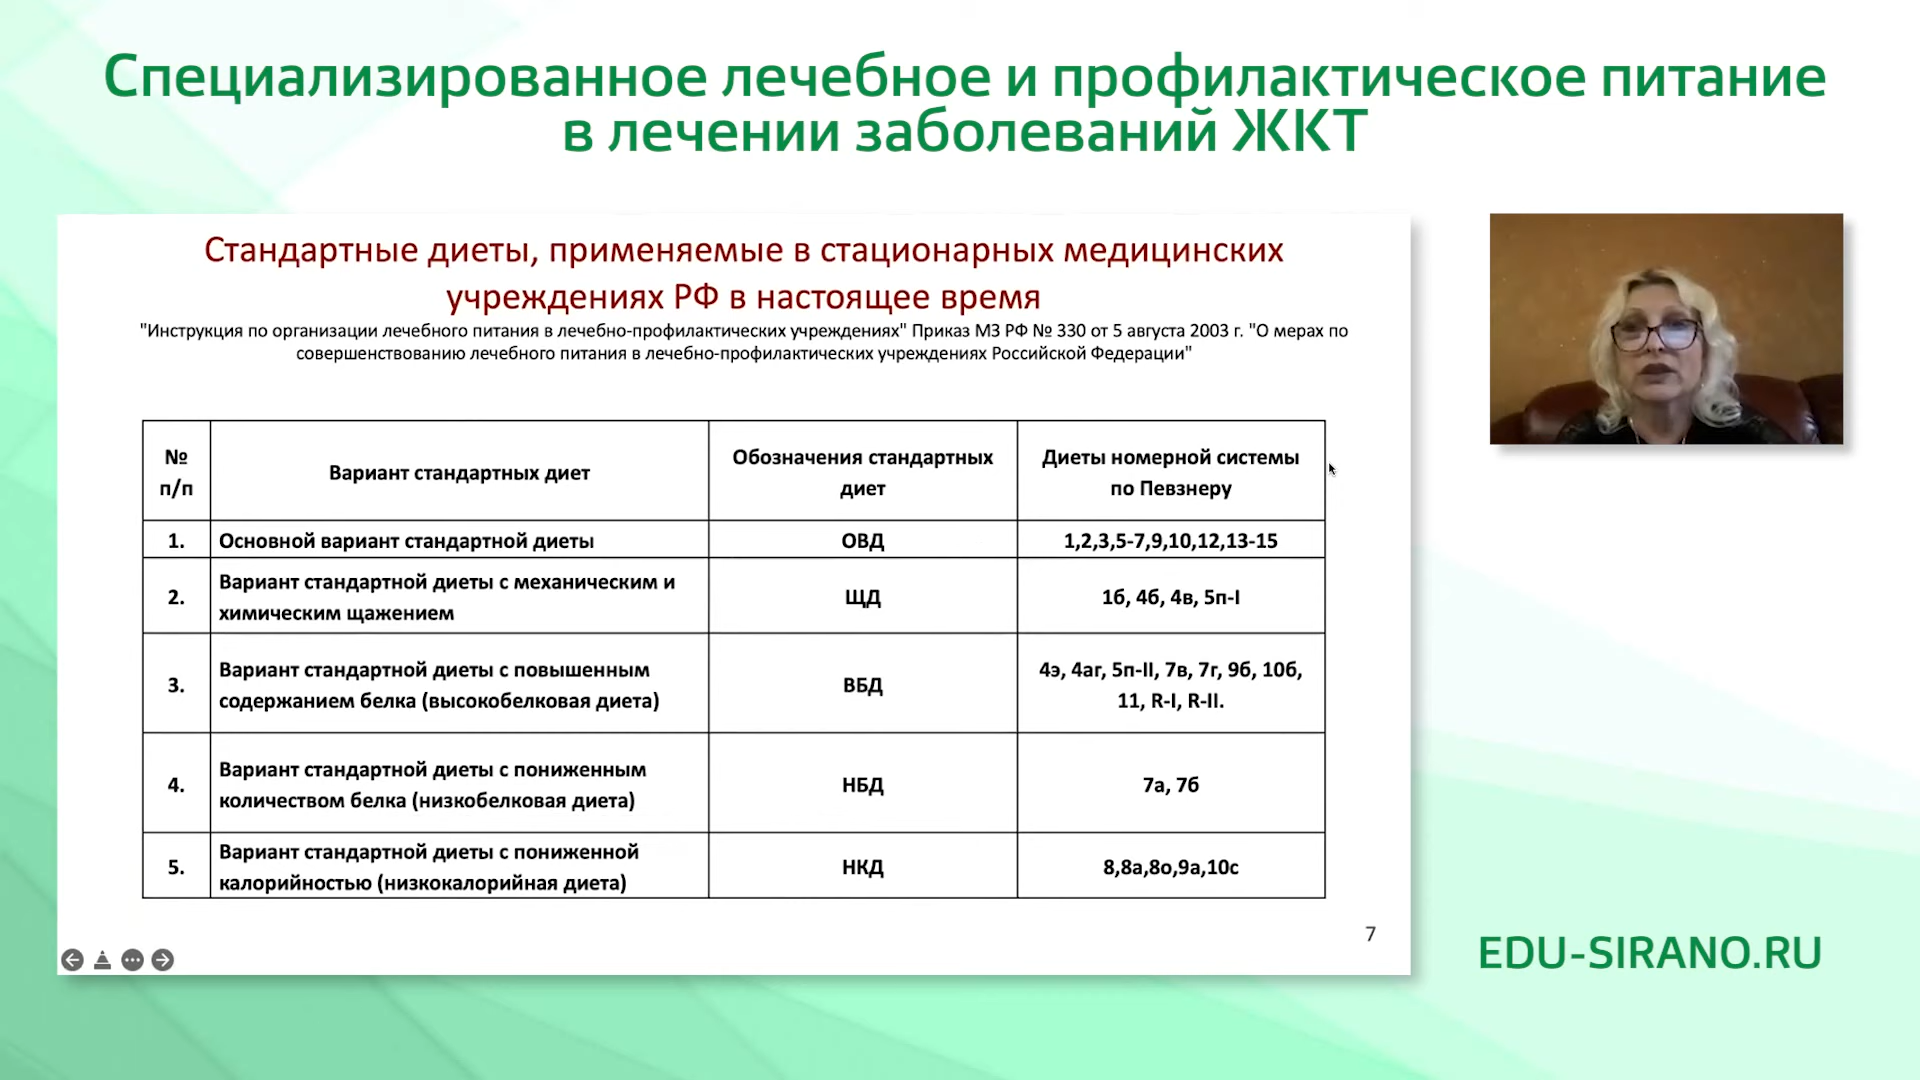 Специализированное лечебное и профилактическое питание
в лечении заболеваний ЖКТ
Стандартные диеты, применяемые в стационарных медицинских
учреждениях РФ в настоящее время
"Инструкция по организации лечебного питания в лечебно-профилактических учреждениях" Приказ МЗ РФ № 330 от 5 августа 2003 г. "О мерах по
совершенствованию лечебного питания в лечебно-профилактических учреждениях Российской Федерации"
№
п/п
Вариант стандартных диет
Обозначения стандартных
диет
Диеты номерной системы
по Певзнеру
1.
Основной вариант стандартной диеты
ОВД
1,2,3,5-7,9,10,12,13-15
2.
Вариант стандартной диеты с механическим и
химическим щажением
ЩД
1б, 4б, 4в, 5п-I
3.
Вариант стандартной диеты с повышенным
содержанием белка (высокобелковая диета)
ВБД
4э, 4аг, 5п-II, 7в, 7г, 9б, 10б,
11, R-I, R-II.
4.
Вариант стандартной диеты с пониженным
количеством белка (низкобелковая диета)
НБД
7а, 7б
5.
Вариант стандартной диеты с пониженной
калорийностью (низкокалорийная диета)
НКД
8,8а,8о,9а,10с
7
EDU-SIRANO.RU